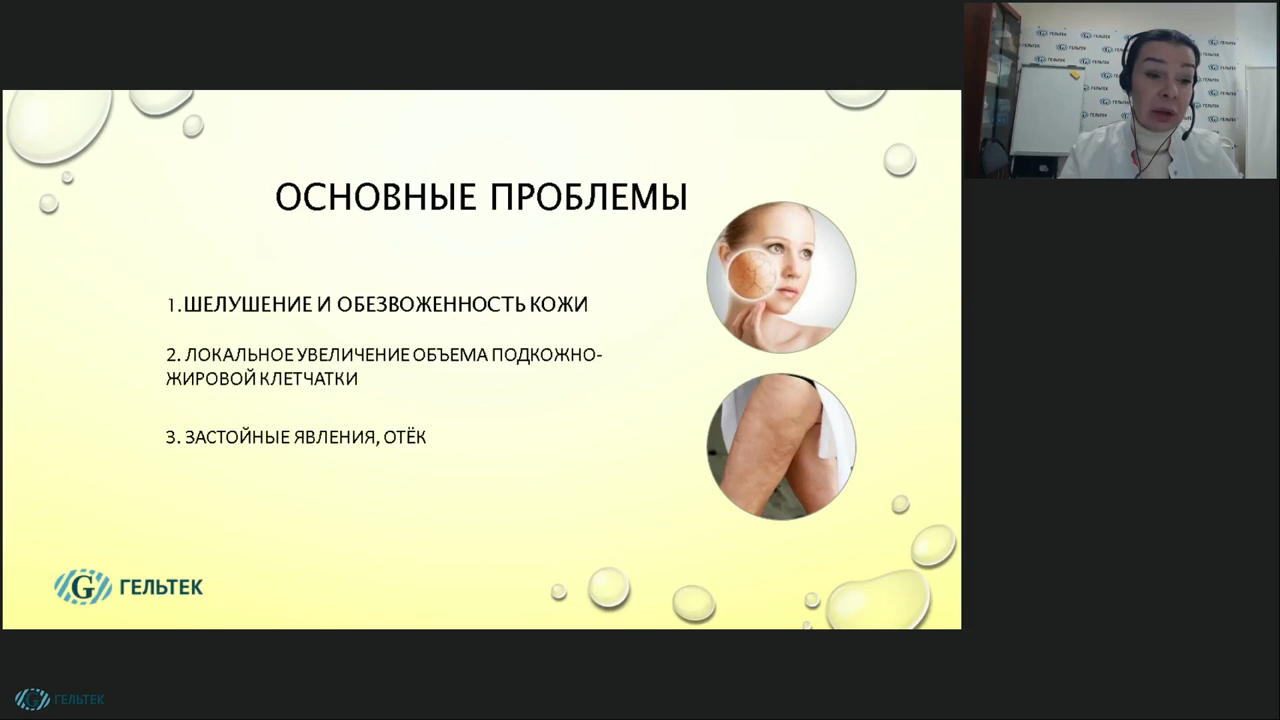 ОСНОВНЫЕ ПРОБЛЕМЫ
1.ШЕЛУШЕНИЕ И ОБЕЗВОЖЕННОСТЬ КОЖИ
2. ЛОКАЛЬНОЕ УВЕЛИЧЕНИЕ ОБЪЕМА ПОДКОЖНО-
ЖИРОВОЙ КЛЕТЧАТКИ
3. ЗАСТОЙНЫЕ ЯВЛЕНИЯ, ОТЁК
G ГЕЛЬТЕК
G ГЕЛЬТЕК